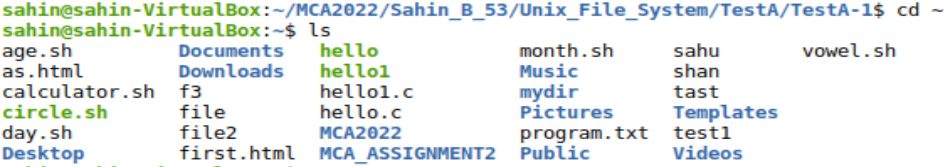 sahin@sahin-VirtualBox:~/MCA2022/Sahin_B_53/Unix_File_System/TestA/TestA-1$ cd ~
sahin@sahin-VirtualBox:~$ ls
age.sh Documents hello month.sh sahu vowel.sh
as.html Downloads hello1 Music shan
calculator.sh f3 hello1.c mydir tast
circle.sh file hello.c Pictures Templates
day.sh file2 MCA2022 program.txt test1
Desktop first.html MCA_ASSIGNMENT2 Public Videos